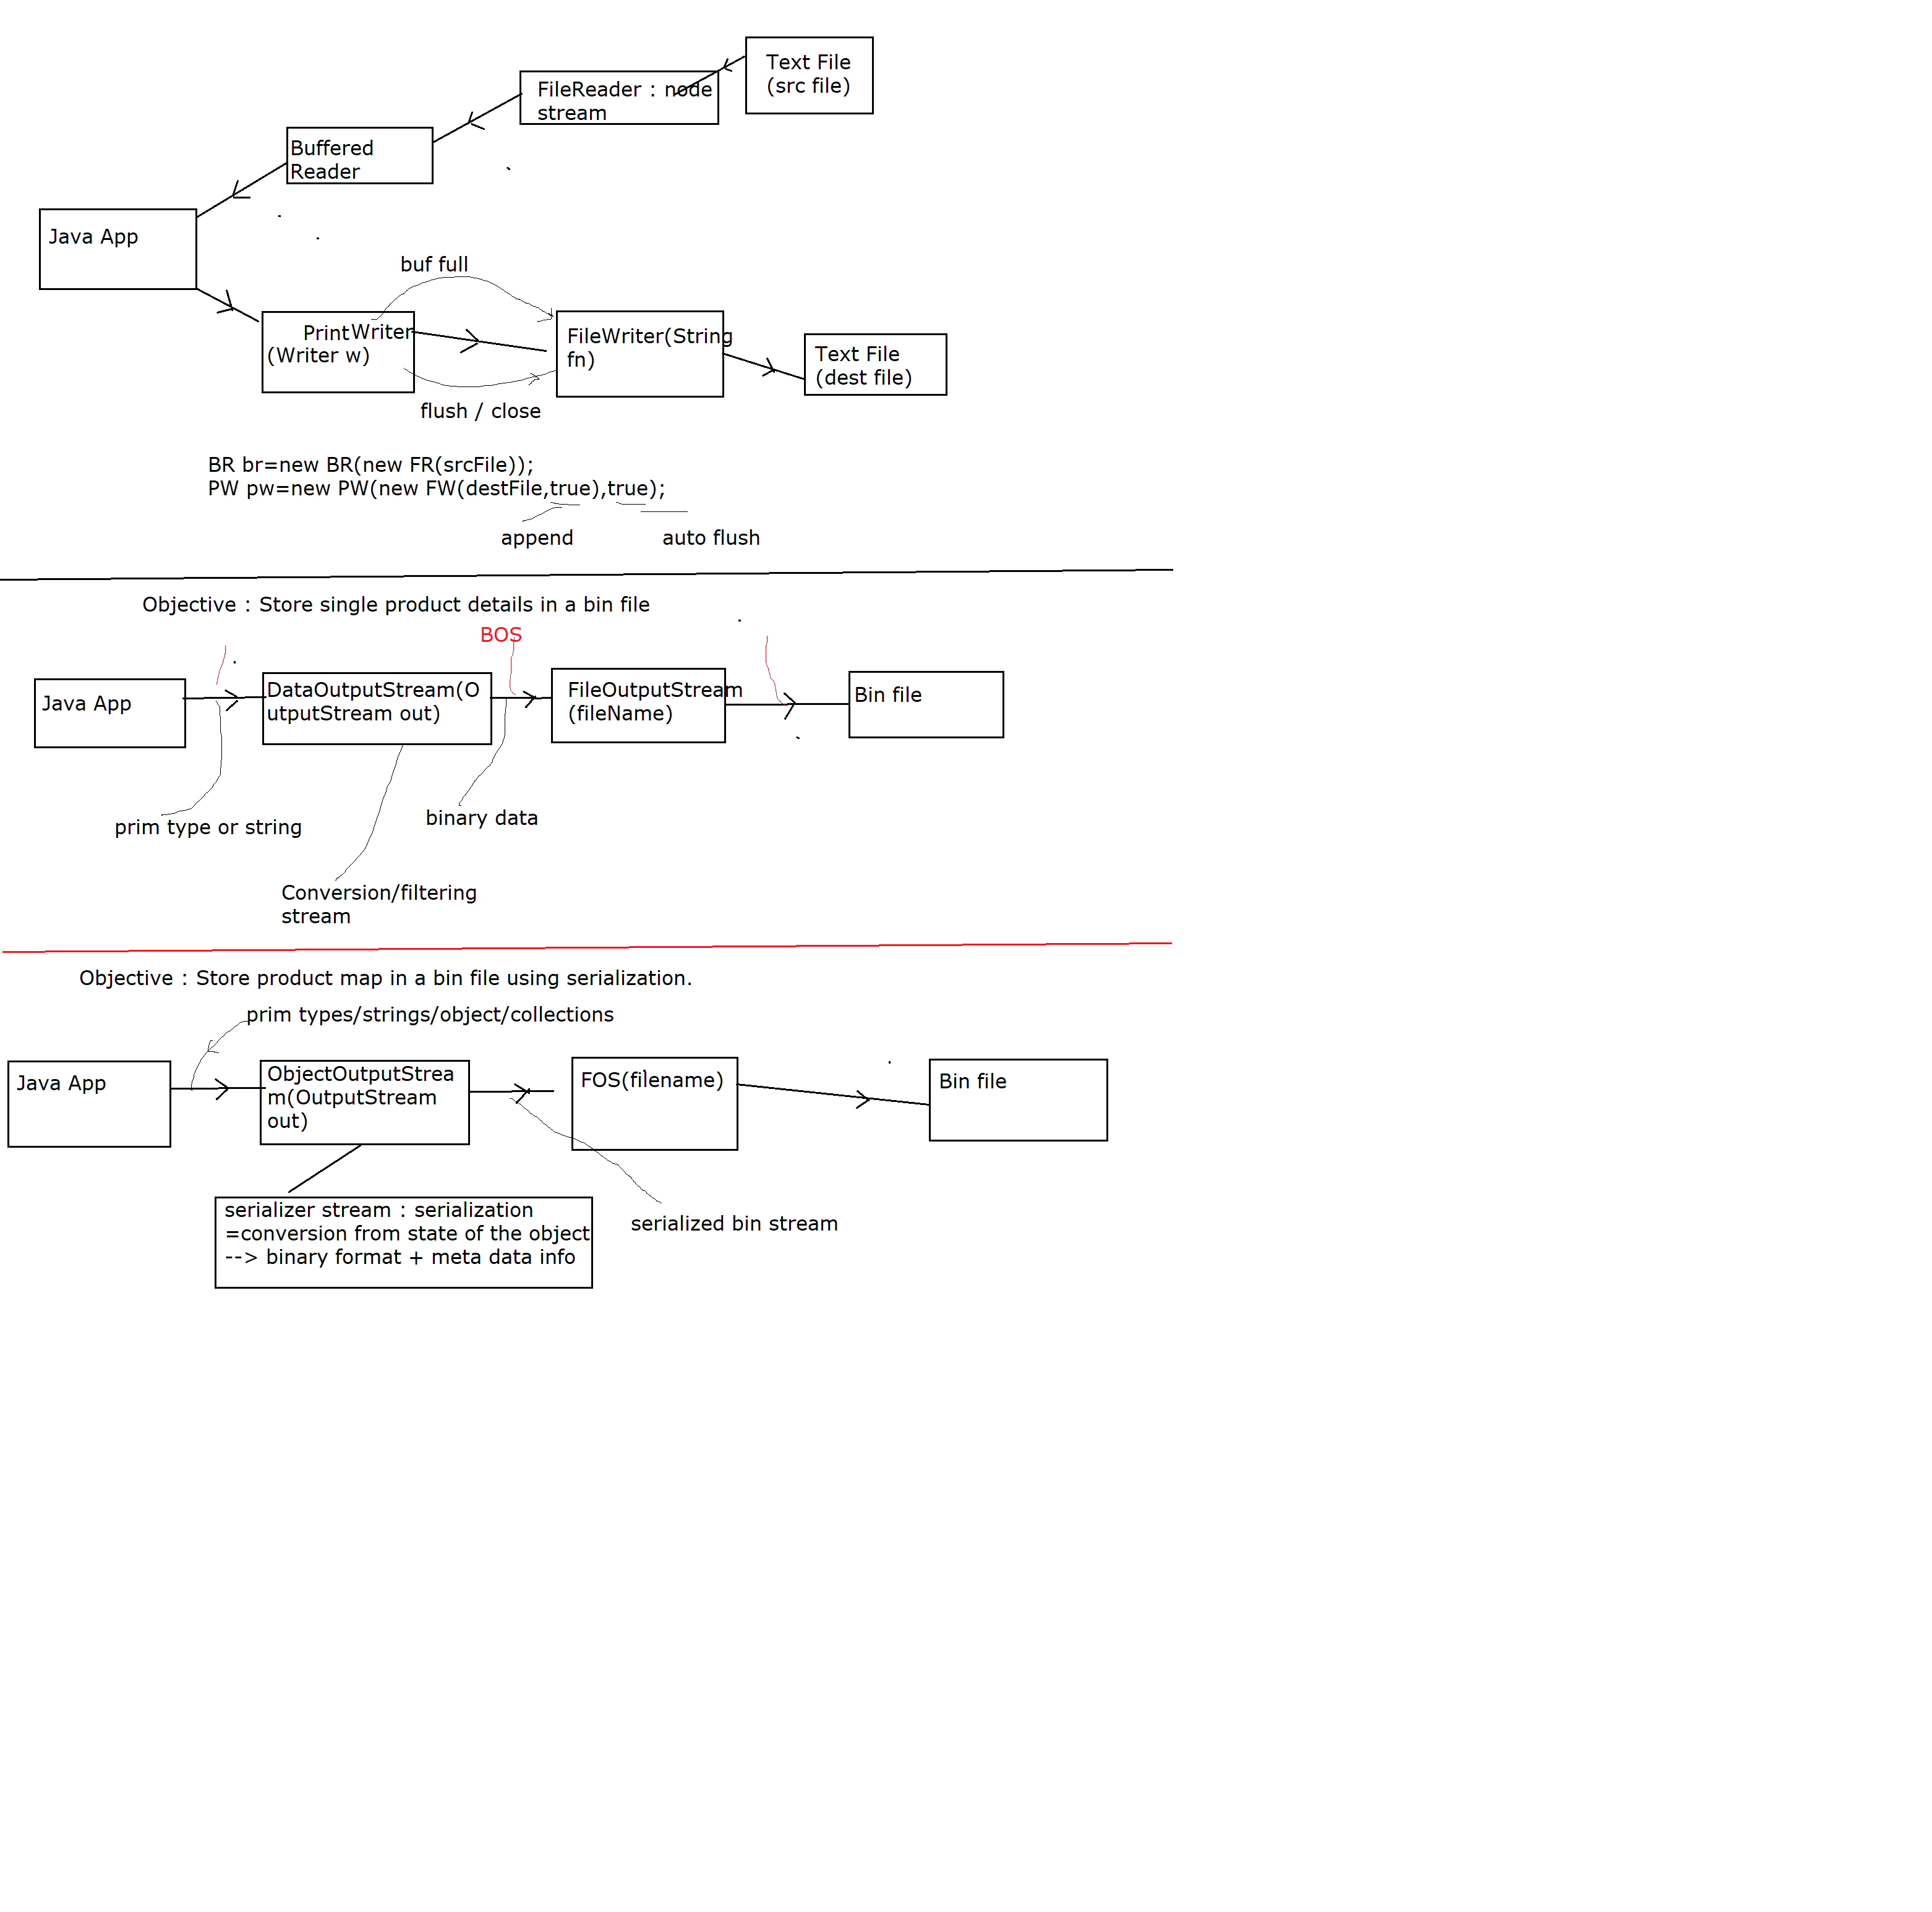 Text File
(src file)
FileReader : node
stream
Buffered
Reader
Java App
buf full
PrintWriter
(Writer w)
FileWriter(String
fn)
Text File
(dest file)
flush / close
BR br=new BR(new FR(srcFile));
PW pw=new PW(new FW(destFile,true),true);
append
auto flush
Objective : Store single product details in a bin file
BOS
Java App
DataOutputStream(O
utputStream out)
FileOutputStream
(fileName)
Bin file
prim type or string
binary data
Conversion/filtering
stream
Objective : Store product map in a bin file using serialization.
prim types/strings/object/collections
Java App
ObjectOutputStrea
m(OutputStream
out)
FOS(filename)
Bin file
serializer stream : serialization
=conversion from state of the object
--> binary format + meta data info
serialized bin stream